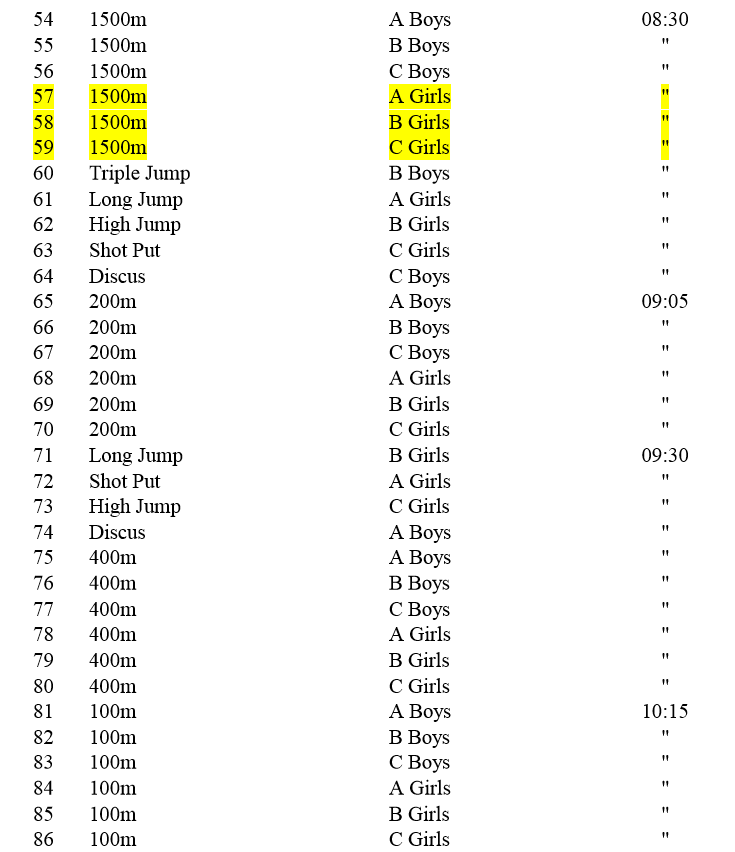 54 1500m A Boys 08:30
55 1500m B Boys "
56 1500m C Boys "
57 1500m A Girls "
58 1500m B Girls "
59 1500m C Girls "
60 Triple Jump B Boys "
61 Long Jump A Girls "
62 High Jump B Girls "
63 Shot Put C Girls "
64 Discus C Boys "
65 200m A Boys 09:05
66 200m B Boys "
67 200m C Boys "
68 200m A Girls "
69 200m B Girls "
70 200m C Girls "
71 Long Jump B Girls 09:30
72 Shot Put A Girls "
73 High Jump C Girls "
74 Discus A Boys "
75 400m A Boys "
76 400m B Boys "
77 400m C Boys "
78 400m A Girls "
79 400m B Girls "
80 400m C Girls "
81 100m A Boys 10:15
82 100m B Boys "
83 100m C Boys "
84 100m A Girls "
85 100m B Girls "
86 100m C Girls "